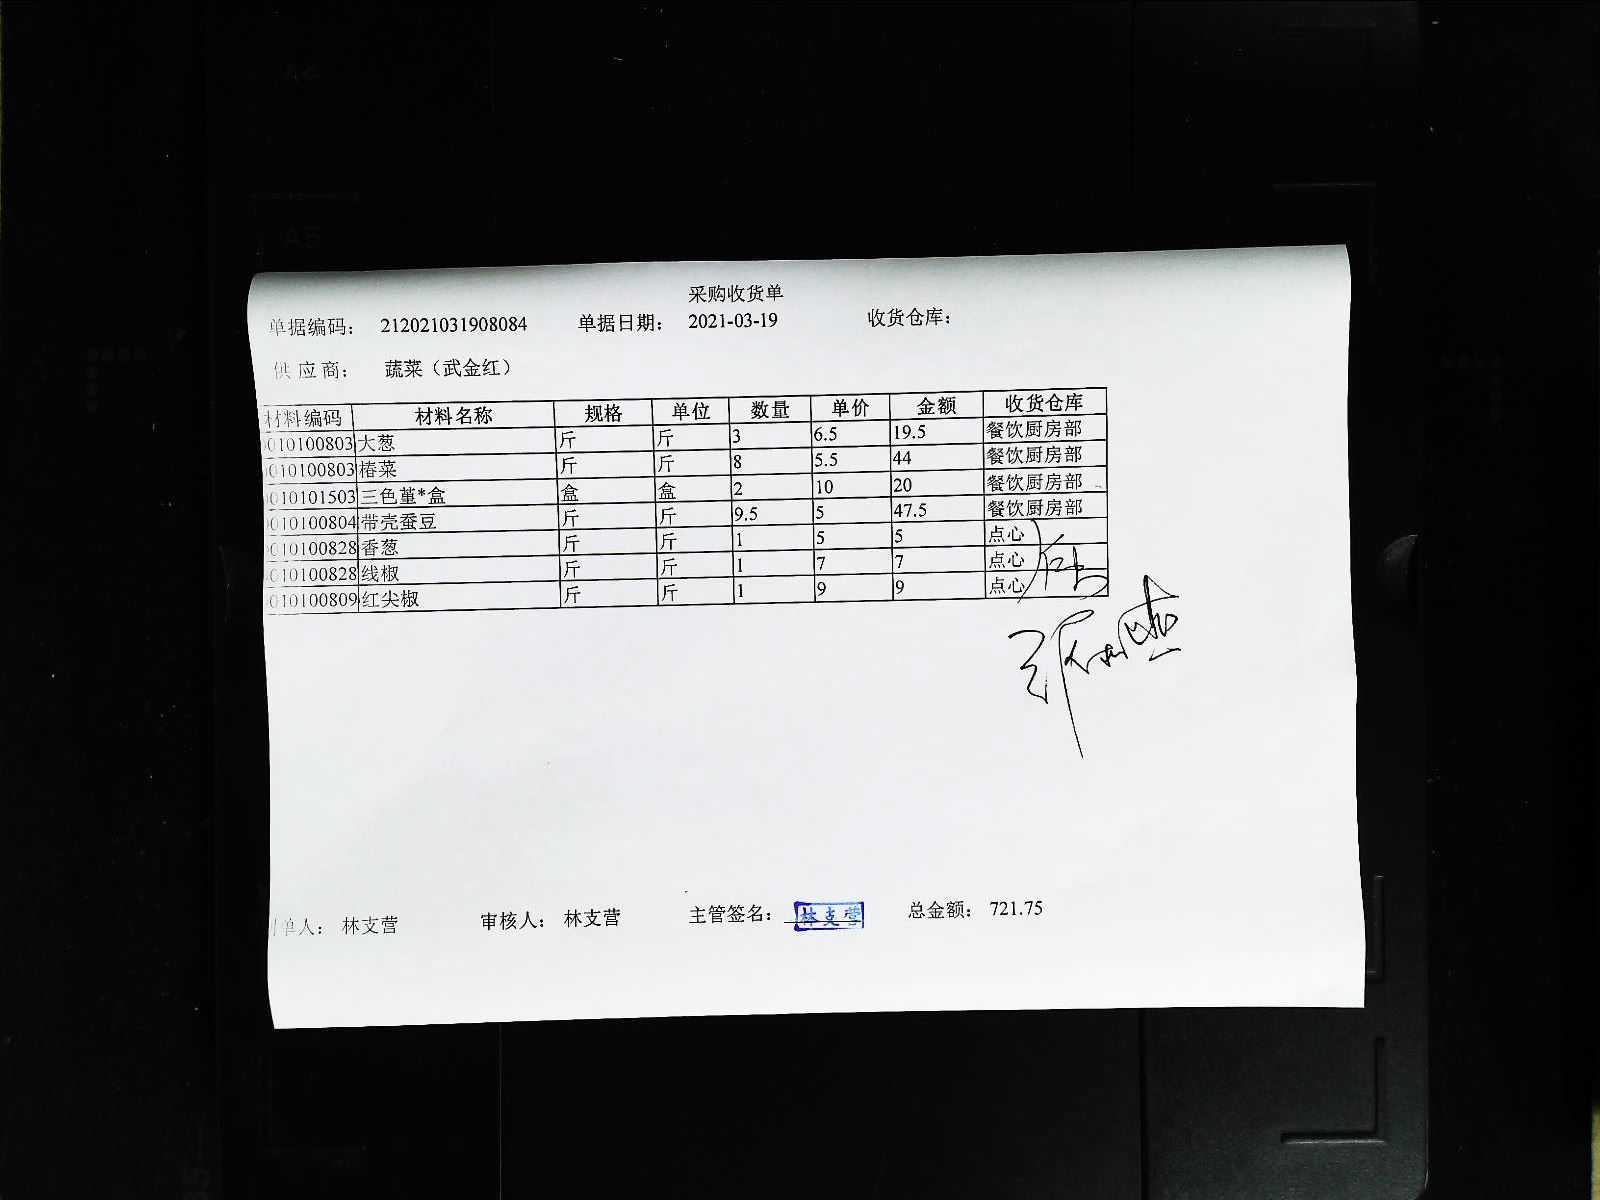 采购收货单
单据编码： 212021031908084 单据日期： 2021-03-19 收货仓库：
供应商： 蔬菜（武金红）
材料编码 材料名称 规格 单位 数量 单价 金额 收货仓库
010100803 大葱 斤 斤 3 6.5 19.5 餐饮厨房部
010100803 椿菜 斤 斤 8 5.5 44 餐饮厨房部
010101503 三色堇*盒 盒 盒 2 10 20 餐饮厨房部
010100804 带壳蚕豆 斤 斤 9.5 5 47.5 餐饮厨房部
010100828 香葱 斤 斤 1 5 5 点心
010100828 线椒 斤 斤 1 7 7 点心
010100809 红尖椒 斤 斤 1 9 9 点心
单人： 林支营 审核人： 林支营 主管签名： 林支营 总金额： 721.75
A5